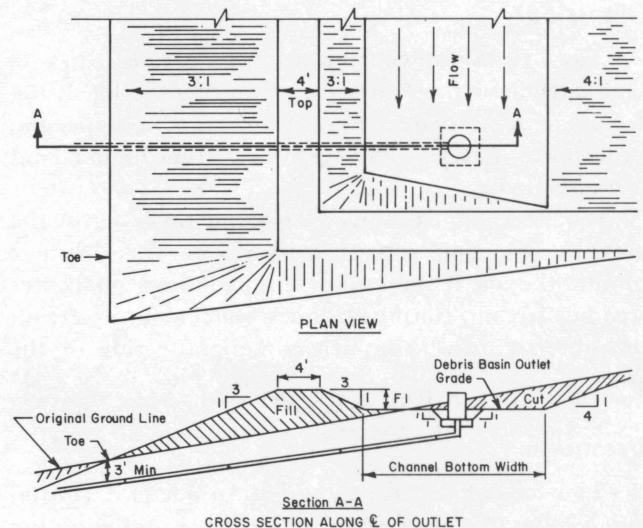 3:1
4'
Top
3:1
Flow
4:1
A
A
Toe
PLAN VIEW
4'
3
1
3
1
F1
Debris Basin Outlet
Grade
Original Ground Line
Toe
Fill
Cut
1'
1'
4
3' Min
Channel Bottom Width
Section A-A
CROSS SECTION ALONG ℄ OF OUTLET